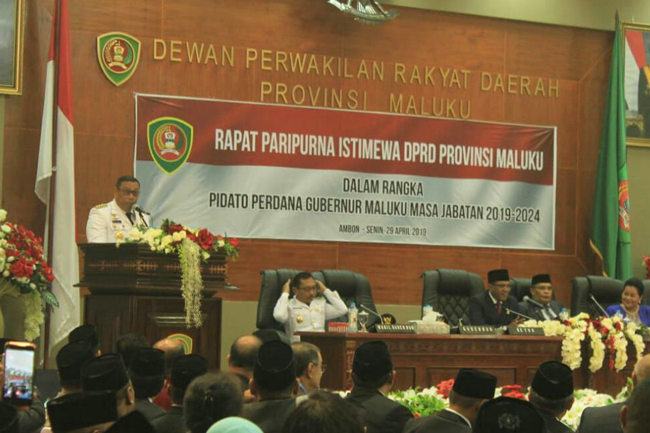 DEWAN PERWAKILAN RAKYAT DAERAH
PROVINSI MALUKU
RAPAT PARIPURNA ISTIMEWA DPRD PROVINSI MALUKU
DALAM RANGKA
PIDATO PERDANA GUBERNUR MALUKU MASA JABATAN 2019-2024
AMBON - SENIN, 29 APRIL 2019